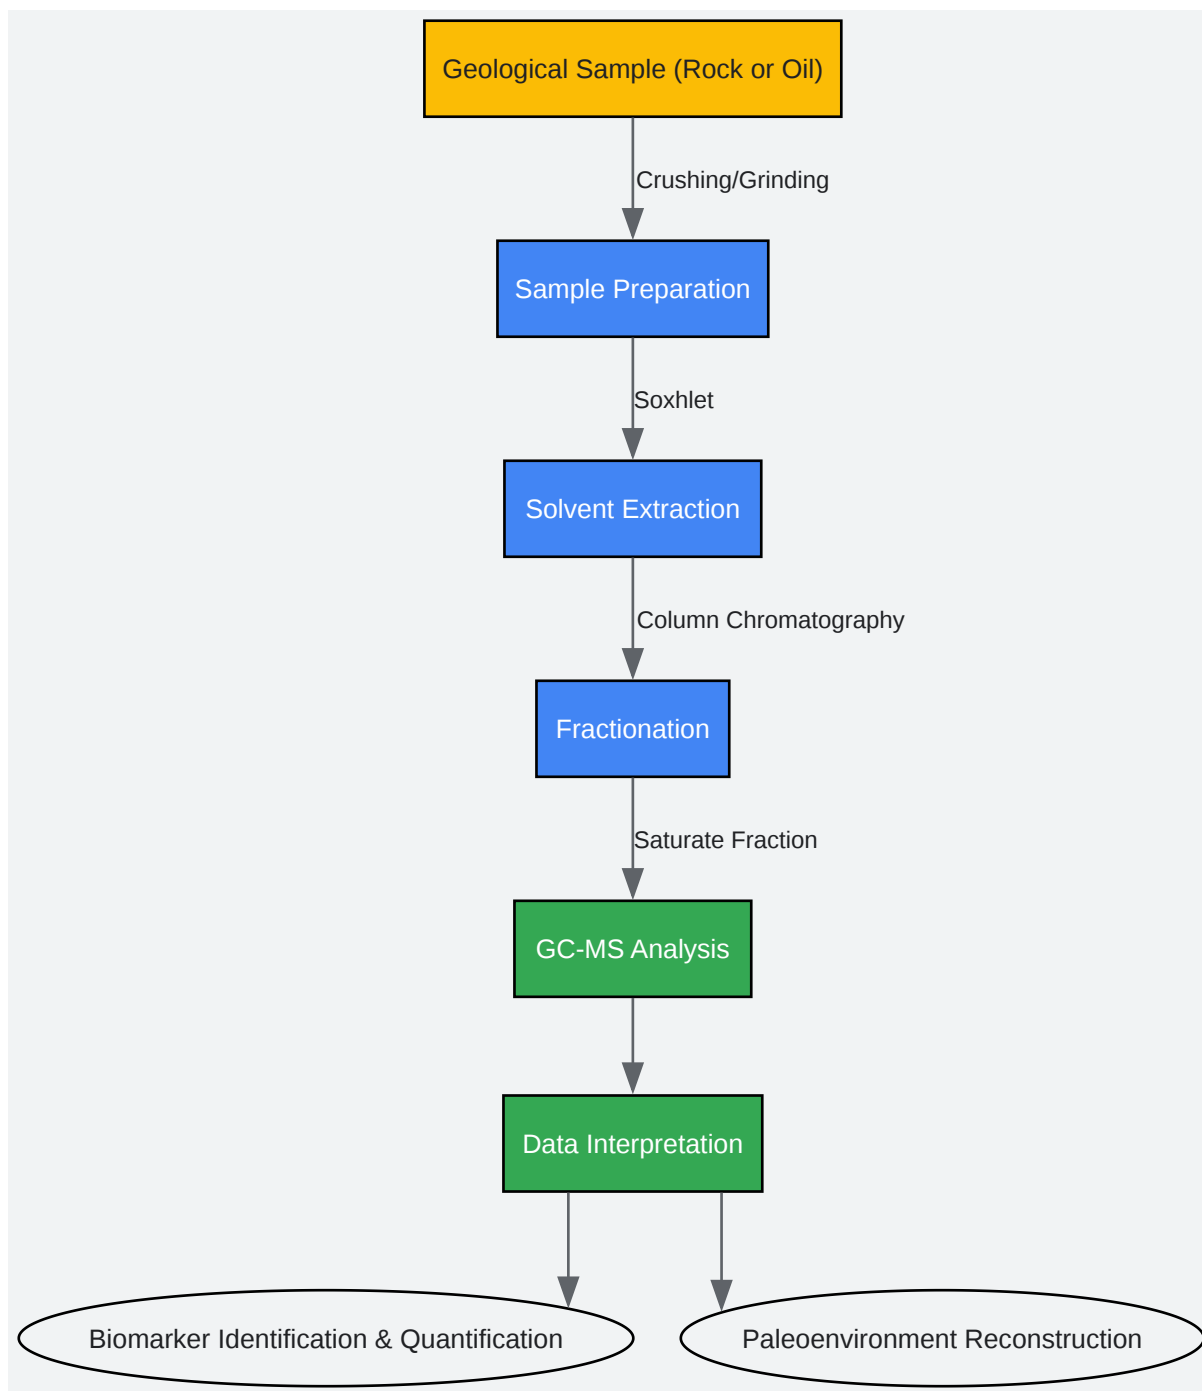 Geological Sample (Rock or Oil)
Crushing/Grinding
Sample Preparation
Soxhlet
Solvent Extraction
Column Chromatography
Fractionation
Saturate Fraction
GC-MS Analysis
Data Interpretation
Biomarker Identification & Quantification
Paleoenvironment Reconstruction